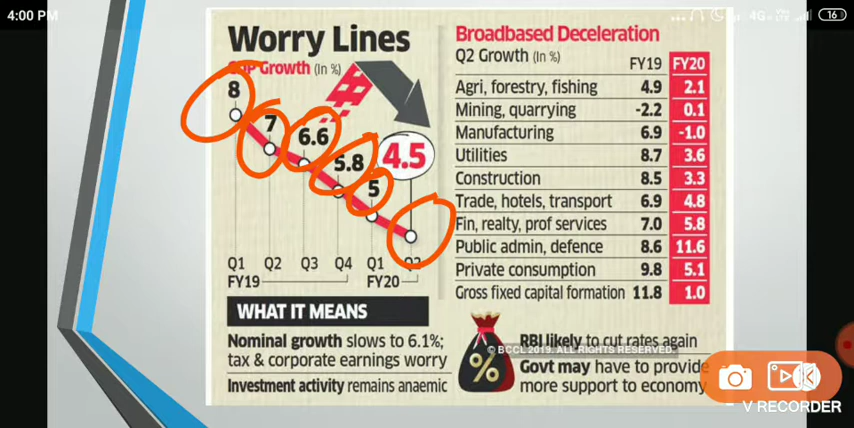 4:00 PM
4G+
16
Worry Lines
GDP Growth (In %)
8
7
6.6
5.8
5
4.5
Q1 Q2 Q3 Q4 Q1 Q2
FY19 FY20
Broadbased Deceleration
Q2 Growth (In %) FY19 FY20
Agri, forestry, fishing 4.9 2.1
Mining, quarrying -2.2 0.1
Manufacturing 6.9 -1.0
Utilities 8.7 3.6
Construction 8.5 3.3
Trade, hotels, transport 6.9 4.8
Fin, realty, prof services 7.0 5.8
Public admin, defence 8.6 11.6
Private consumption 9.8 5.1
Gross fixed capital formation 11.8 1.0
WHAT IT MEANS
Nominal growth slows to 6.1%;
tax & corporate earnings worry
Investment activity remains anaemic
%
RBI likely to cut rates again
© BCCL 2019. ALL RIGHTS RESERVED.
Govt may have to provide
more support to economy
V RECORDER